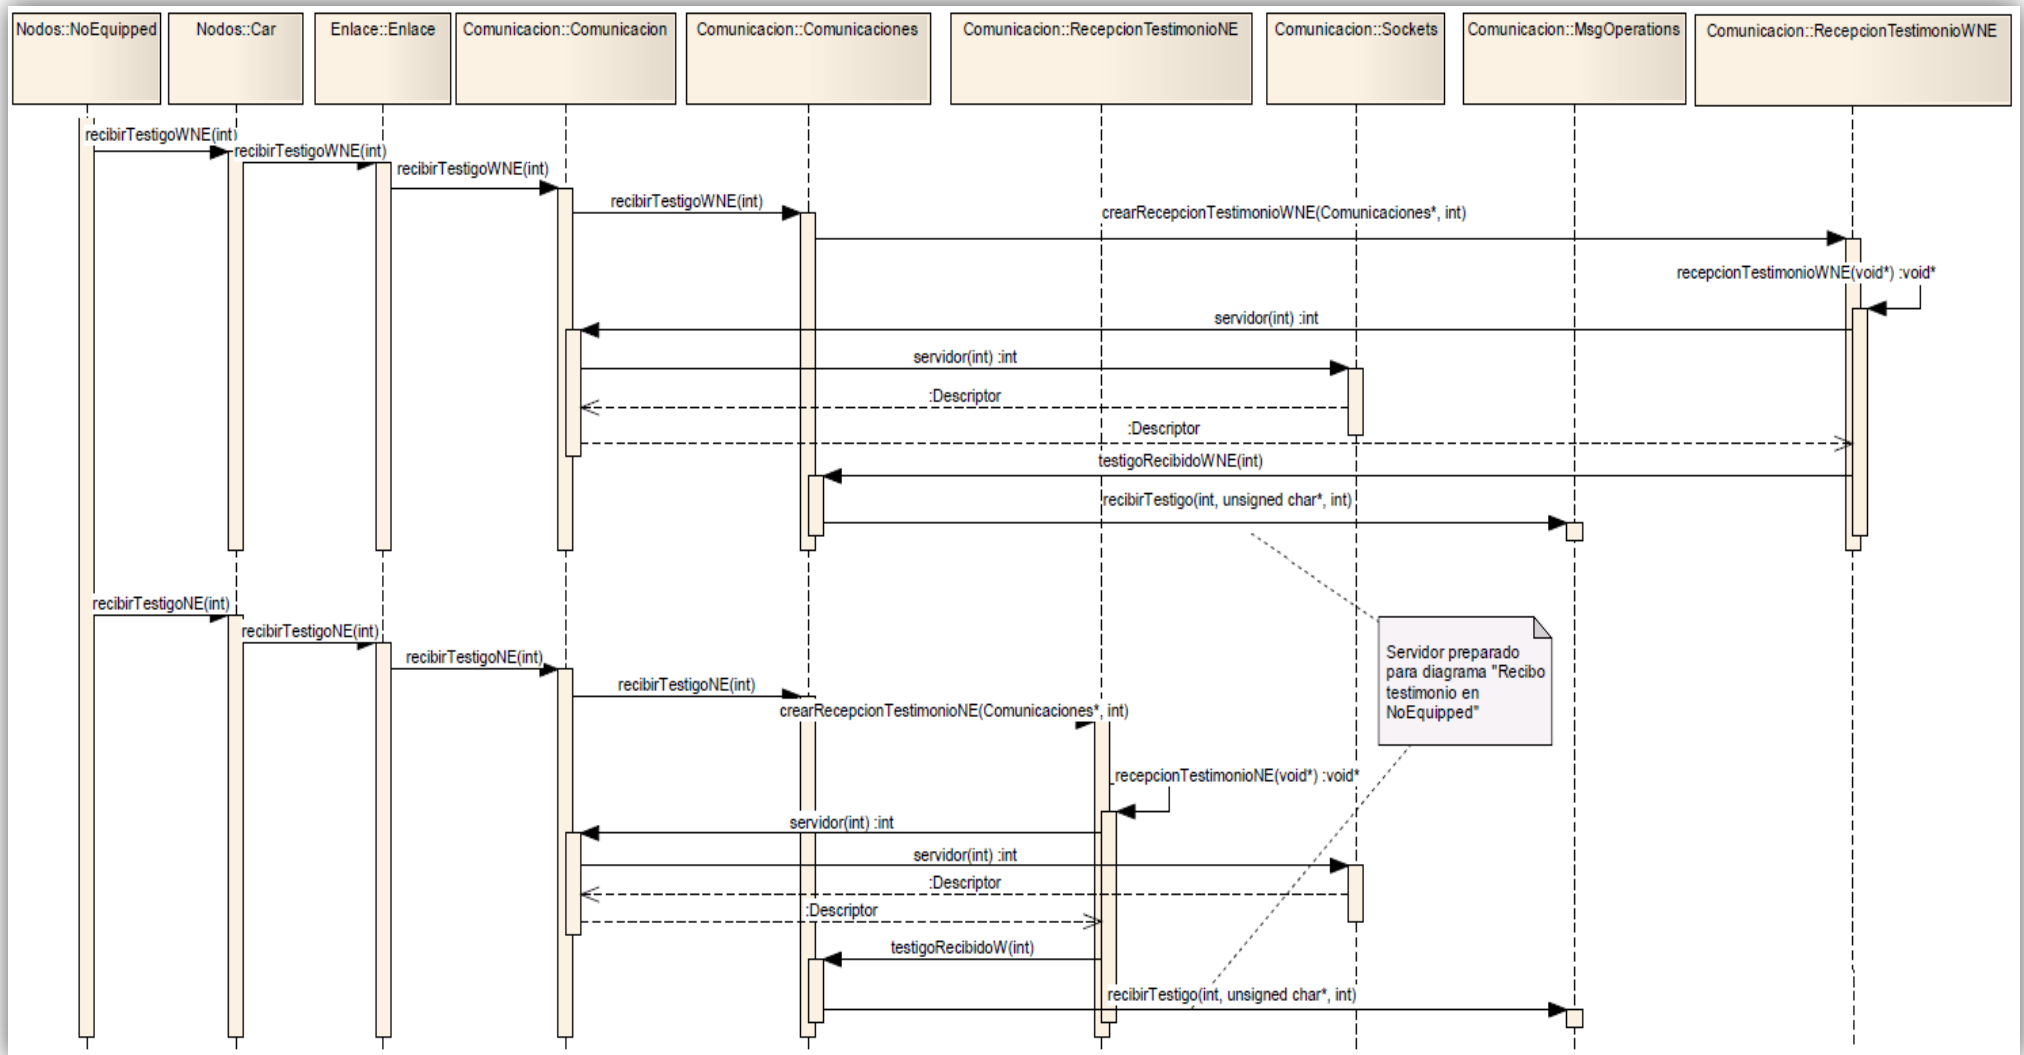 Nodos::NoEquipped
Nodos::Car
Enlace::Enlace
Comunicacion::Comunicacion
Comunicacion::Comunicaciones
Comunicacion::RecepcionTestimonioNE
Comunicacion::Sockets
Comunicacion::MsgOperations
Comunicacion::RecepcionTestimonioWNE
recibirTestigoWNE(int)
recibirTestigoWNE(int)
recibirTestigoWNE(int)
recibirTestigoWNE(int)
crearRecepcionTestimonioWNE(Comunicaciones*, int)
recepcionTestimonioWNE(void*) :void*
servidor(int) :int
servidor(int) :int
:Descriptor
:Descriptor
testigoRecibidoWNE(int)
recibirTestigo(int, unsigned char*, int)
recibirTestigoNE(int)
recibirTestigoNE(int)
recibirTestigoNE(int)
recibirTestigoNE(int)
Servidor preparado
para diagrama "Recibo
testimonio en
NoEquipped"
crearRecepcionTestimonioNE(Comunicaciones*, int)
recepcionTestimonioNE(void*) :void*
servidor(int) :int
servidor(int) :int
:Descriptor
:Descriptor
testigoRecibidoW(int)
recibirTestigo(int, unsigned char*, int)